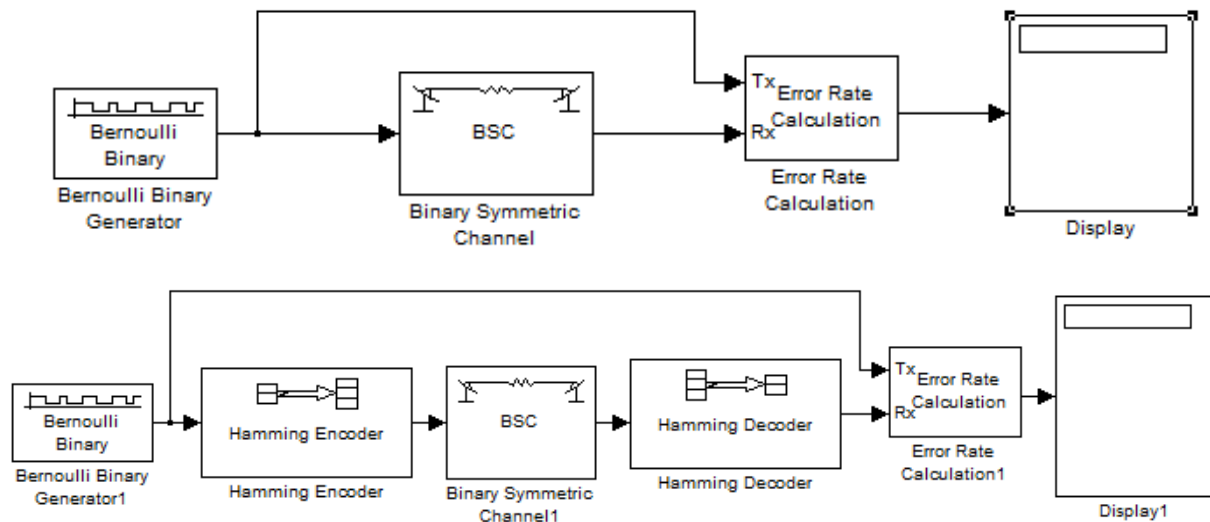 Bernoulli
Binary
Bernoulli Binary
Generator
BSC
Binary Symmetric
Channel
Tx
Rx
Error Rate
Calculation
Error Rate
Calculation
Display
Bernoulli
Binary
Bernoulli Binary
Generator1
Hamming Encoder
Hamming Encoder
BSC
Binary Symmetric
Channel1
Hamming Decoder
Hamming Decoder
Tx
Rx
Error Rate
Calculation
Error Rate
Calculation1
Display1